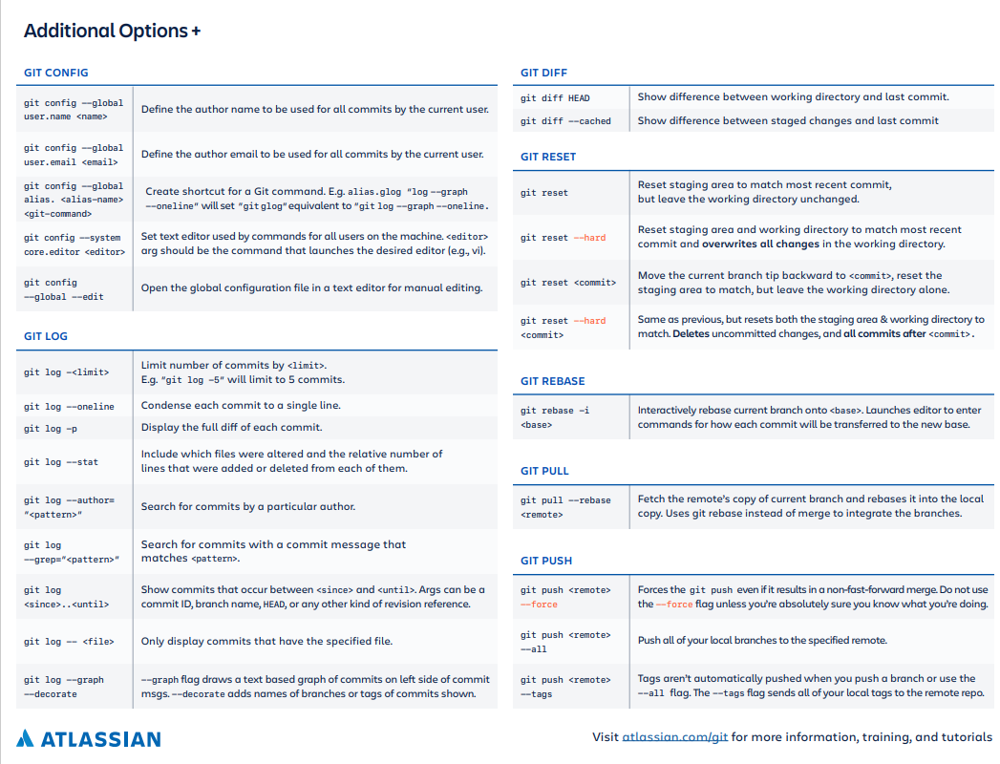 Additional Options +
GIT CONFIG
git config --global
user.name <name>
Define the author name to be used for all commits by the current user.
git config --global
user.email <email>
Define the author email to be used for all commits by the current user.
git config --global
alias. <alias-name>
<git-command>
Create shortcut for a Git command. E.g. alias.glog “log --graph
--oneline” will set “git glog” equivalent to “git log --graph --oneline.
git config --system
core.editor <editor>
Set text editor used by commands for all users on the machine. <editor>
arg should be the command that launches the desired editor (e.g., vi).
git config
--global --edit
Open the global configuration file in a text editor for manual editing.
GIT LOG
git log -<limit>
Limit number of commits by <limit>.
E.g. “git log -5” will limit to 5 commits.
git log --oneline
Condense each commit to a single line.
git log -p
Display the full diff of each commit.
git log --stat
Include which files were altered and the relative number of
lines that were added or deleted from each of them.
git log --author=
“<pattern>”
Search for commits by a particular author.
git log
--grep=“<pattern>”
Search for commits with a commit message that
matches <pattern>.
git log
<since>..<until>
Show commits that occur between <since> and <until>. Args can be a
commit ID, branch name, HEAD, or any other kind of revision reference.
git log -- <file>
Only display commits that have the specified file.
git log --graph
--decorate
--graph flag draws a text based graph of commits on left side of commit
msgs. --decorate adds names of branches or tags of commits shown.
GIT DIFF
git diff HEAD
Show difference between working directory and last commit.
git diff --cached
Show difference between staged changes and last commit
GIT RESET
git reset
Reset staging area to match most recent commit,
but leave the working directory unchanged.
git reset --hard
Reset staging area and working directory to match most recent
commit and overwrites all changes in the working directory.
git reset <commit>
Move the current branch tip backward to <commit>, reset the
staging area to match, but leave the working directory alone.
git reset --hard
<commit>
Same as previous, but resets both the staging area & working directory to
match. Deletes uncommitted changes, and all commits after <commit>.
GIT REBASE
git rebase -i
<base>
Interactively rebase current branch onto <base>. Launches editor to enter
commands for how each commit will be transferred to the new base.
GIT PULL
git pull --rebase
<remote>
Fetch the remote’s copy of current branch and rebases it into the local
copy. Uses git rebase instead of merge to integrate the branches.
GIT PUSH
git push <remote>
--force
Forces the git push even if it results in a non-fast-forward merge. Do not use
the --force flag unless you’re absolutely sure you know what you’re doing.
git push <remote>
--all
Push all of your local branches to the specified remote.
git push <remote>
--tags
Tags aren’t automatically pushed when you push a branch or use the
--all flag. The --tags flag sends all of your local tags to the remote repo.
ATLASSIAN
Visit atlassian.com/git for more information, training, and tutorials